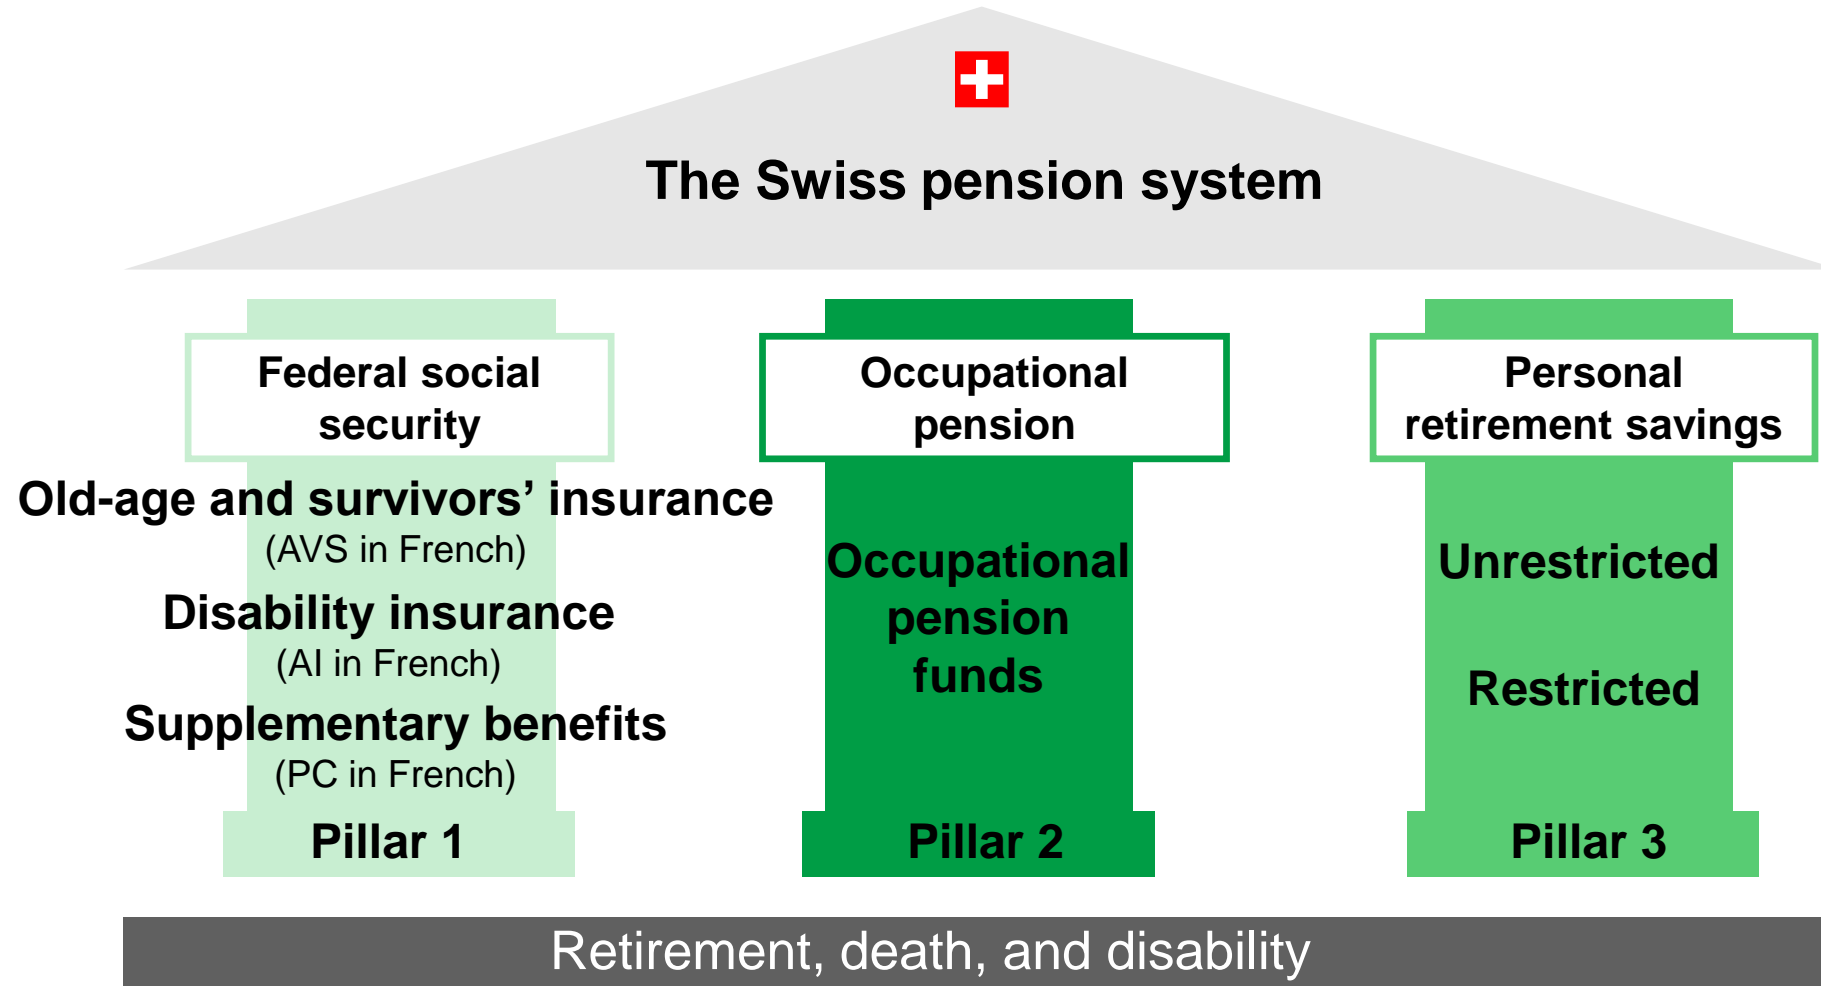 The Swiss pension system
Federal social
security
Old-age and survivors’ insurance
(AVS in French)
Disability insurance
(AI in French)
Supplementary benefits
(PC in French)
Pillar 1
Occupational
pension
Occupational
pension
funds
Pillar 2
Personal
retirement savings
Unrestricted
Restricted
Pillar 3
Retirement, death, and disability